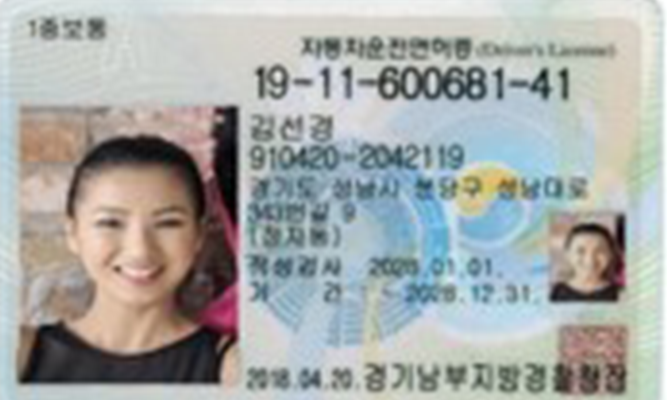 1종보통
자동차운전면허증 (Driver's License)
19-11-600681-41
김선경
910420-2042119
경기도 성남시 분당구 성남대로
343번길 9
(정자동)
적성검사 2028.01.01.
기 간 ~ 2028.12.31.
2018.04.20. 경기남부지방경찰청장